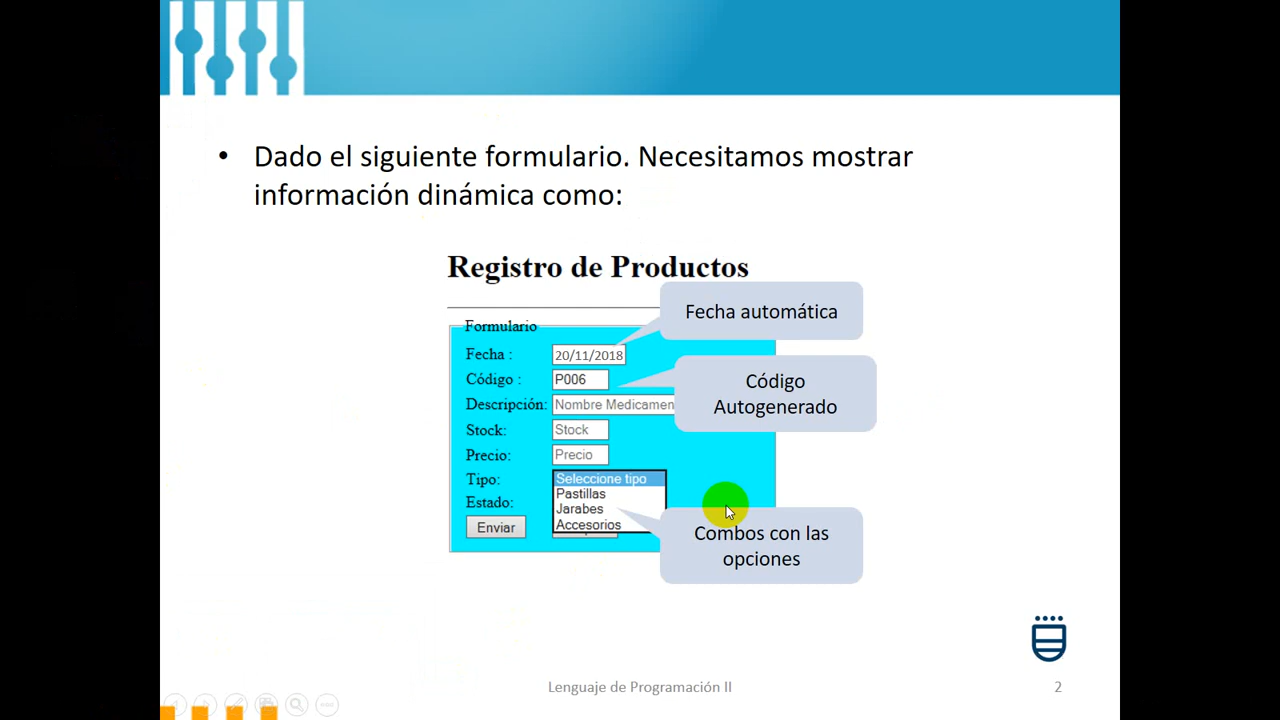 • Dado el siguiente formulario. Necesitamos mostrar
información dinámica como:
Registro de Productos
Fecha automática
Formulario
Fecha : 20/11/2018
Código : P006
Código
Autogenerado
Descripción: Nombre Medicamen
Stock: Stock
Precio: Precio
Tipo: Seleccione tipo
Pastillas
Estado: Jarabes
Accesorios
Enviar
Combos con las
opciones
Lenguaje de Programación II
2